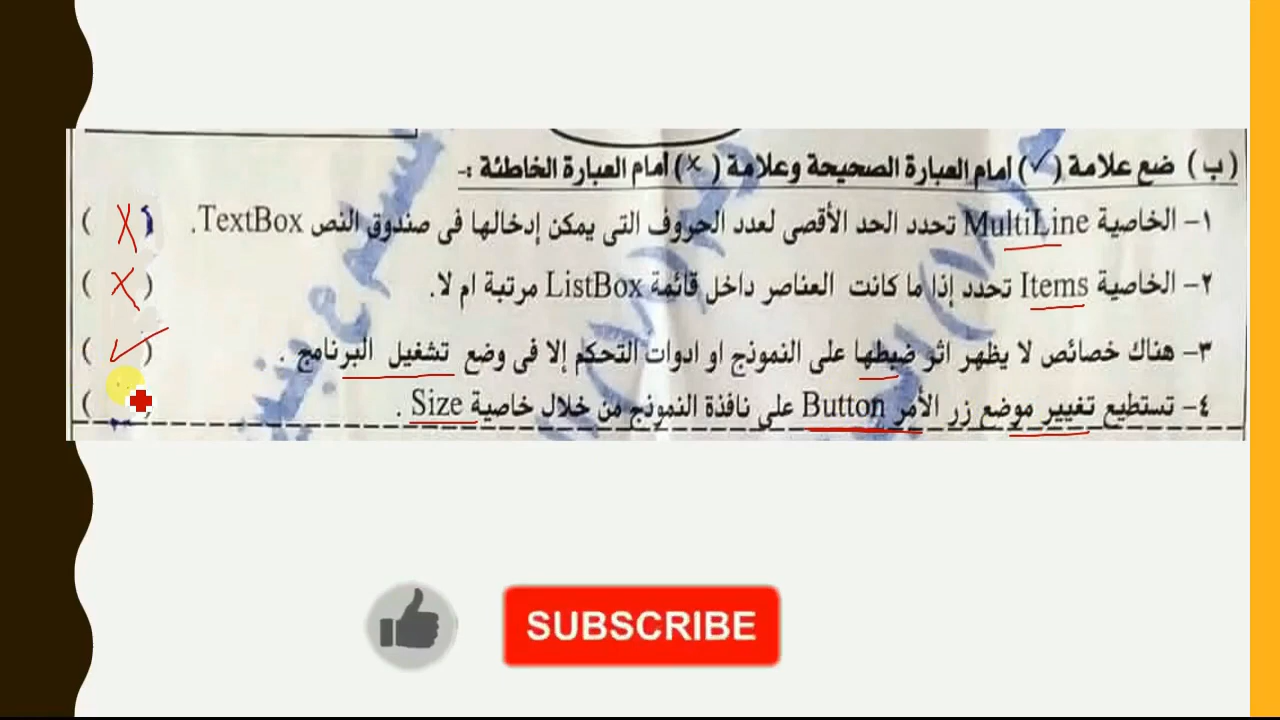 (ب) ضع علامة (✓) أمام العبارة الصحيحة وعلامة (×) أمام العبارة الخاطئة :-
١- الخاصية MultiLine تحدد الحد الأقصى لعدد الحروف التى يمكن إدخالها فى صندوق النص TextBox. ( X )
٢- الخاصية Items تحدد إذا ما كانت العناصر داخل قائمة ListBox مرتبة ام لا. ( X )
٣- هناك خصائص لا يظهر اثر ضبطها على النموذج او ادوات التحكم إلا فى وضع تشغيل البرنامج . ( ✓ )
٤- تستطيع تغيير موضع زر الأمر Button على نافذة النموذج من خلال خاصية Size . ( )
SUBSCRIBE